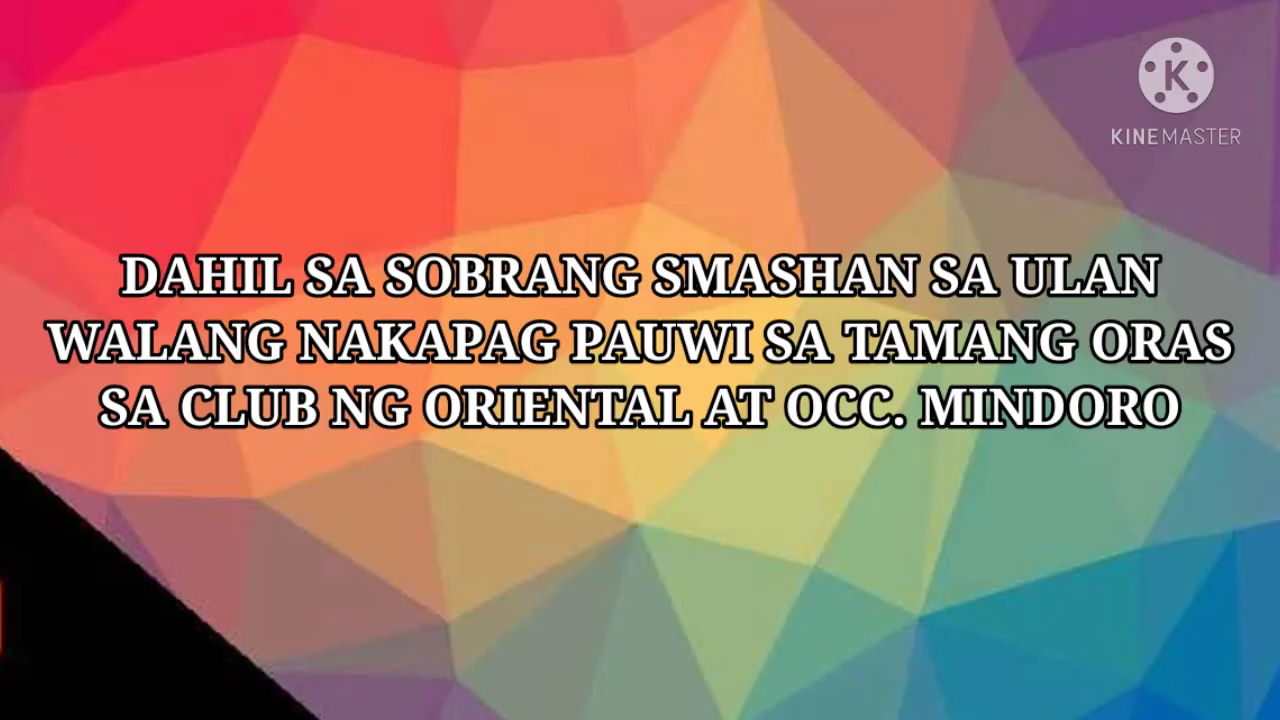 KINEMASTER
DAHIL SA SOBRANG SMASHAN SA ULAN
WALANG NAKAPAG PAUWI SA TAMANG ORAS
SA CLUB NG ORIENTAL AT OCC. MINDORO